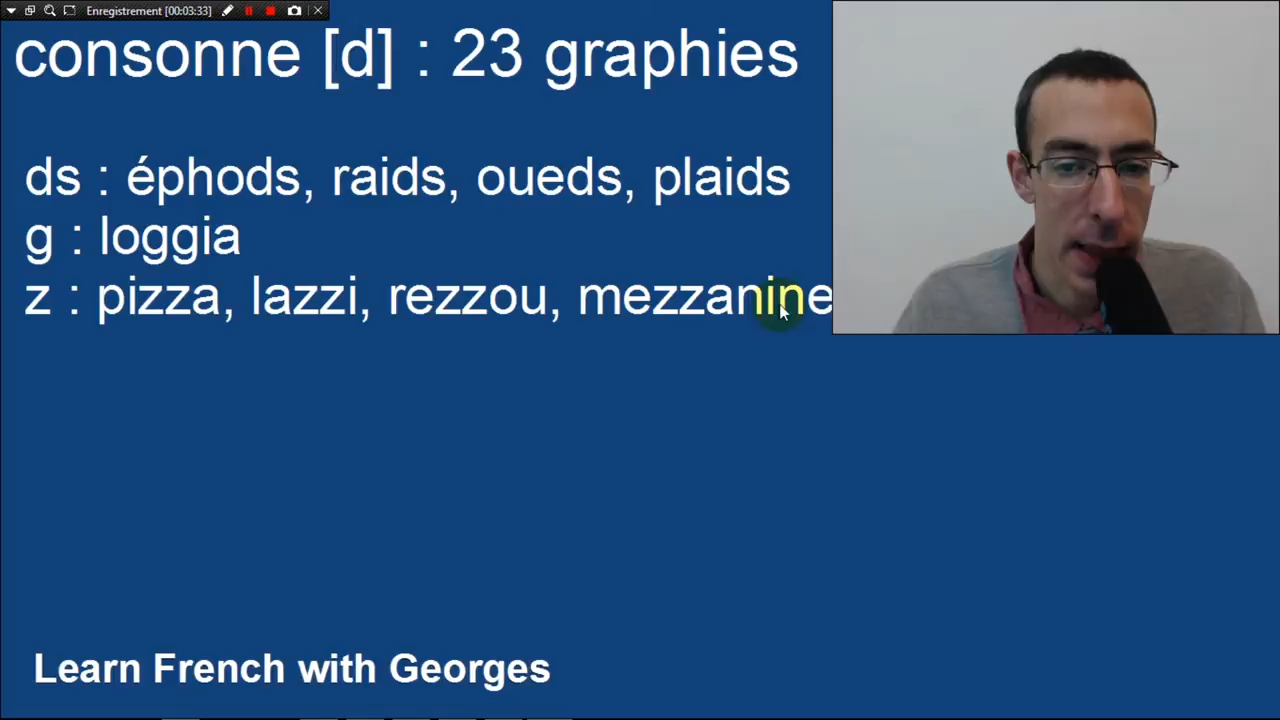 Enregistrement [00:03:33]
consonne [d] : 23 graphies
ds : éphods, raids, oueds, plaids
g : loggia
z : pizza, lazzi, rezzou, mezzanine
Learn French with Georges